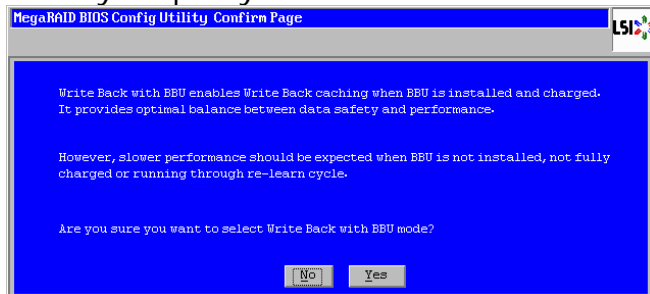 MegaRAID BIOS Config Utility Confirm Page
LSI
Write Back with BBU enables Write Back caching when BBU is installed and charged.
It provides optimal balance between data safety and performance.
However, slower performance should be expected when BBU is not installed, not fully
charged or running through re-learn cycle.
Are you sure you want to select Write Back with BBU mode?
No Yes